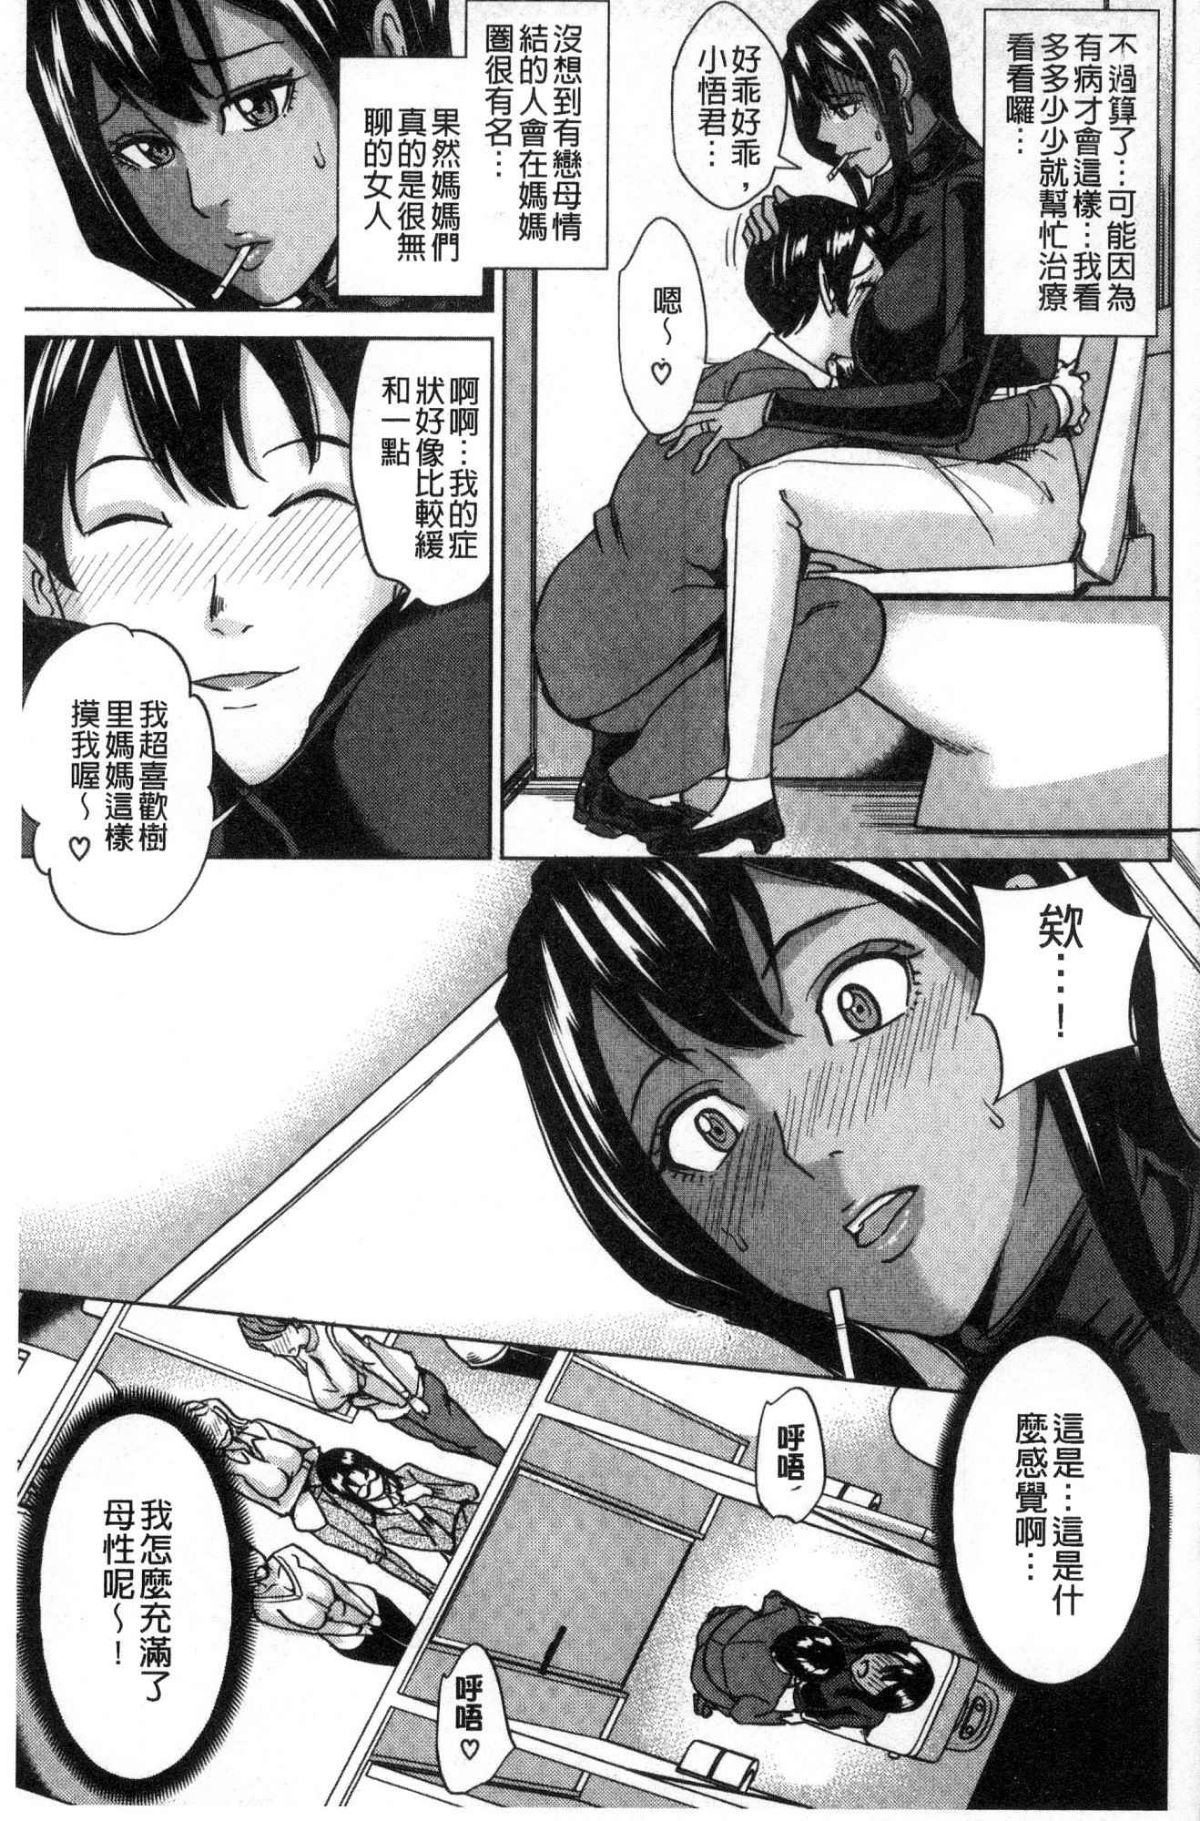 不過算了…可能因為
有病才會這樣…我看
多多少少就幫忙治療
看看囉…
好乖好乖，
小悟君…
嗯～♡
沒想到有戀母情
結的人會在媽媽
圈很有名…
果然媽媽們
真的是很無
聊的女人
啊啊…我的症
狀好像比較緩
和一點
我超喜歡樹
里媽媽這樣
摸我喔～♡
欸…！
這是…這是什
麼感覺啊…
呼唔
呼唔♡
我怎麼充滿了
母性呢～！